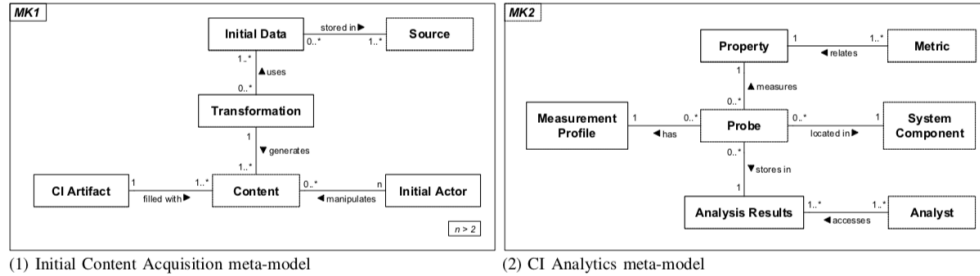 MK1
Initial Data
stored in ►
0..*
1..*
Source
1..*
▲uses
0..*
Transformation
1
▼generates
1..*
CI Artifact
1
filled with ►
1..*
Content
0..*
◄manipulates
n
Initial Actor
n > 2
(1) Initial Content Acquisition meta-model
MK2
Property
1
◄relates
1..*
Metric
1
▲measures
0..*
Measurement
Profile
1
◄has
0..*
Probe
0..*
located in ►
1
System
Component
0..*
▼stores in
1
Analysis Results
1..*
◄accesses
1..*
Analyst
(2) CI Analytics meta-model